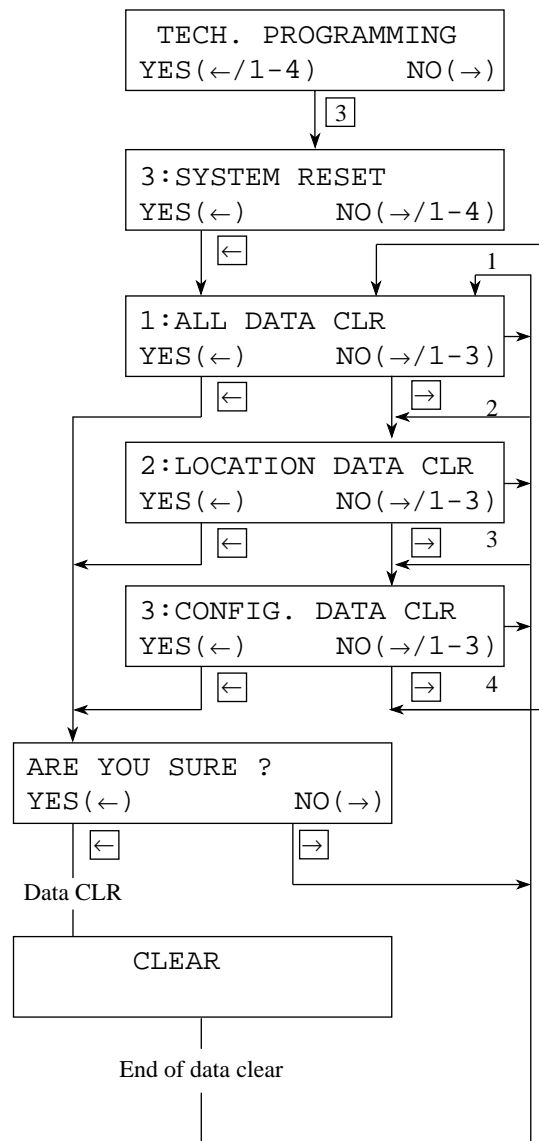 TECH. PROGRAMMING
YES(←/1-4) NO(→)
3
3:SYSTEM RESET
YES(←) NO(→/1-4)
←
1
1:ALL DATA CLR
YES(←) NO(→/1-3)
← →
2
2:LOCATION DATA CLR
YES(←) NO(→/1-3)
← →
3
3:CONFIG. DATA CLR
YES(←) NO(→/1-3)
← →
4
ARE YOU SURE ?
YES(←) NO(→)
← →
Data CLR
CLEAR
End of data clear